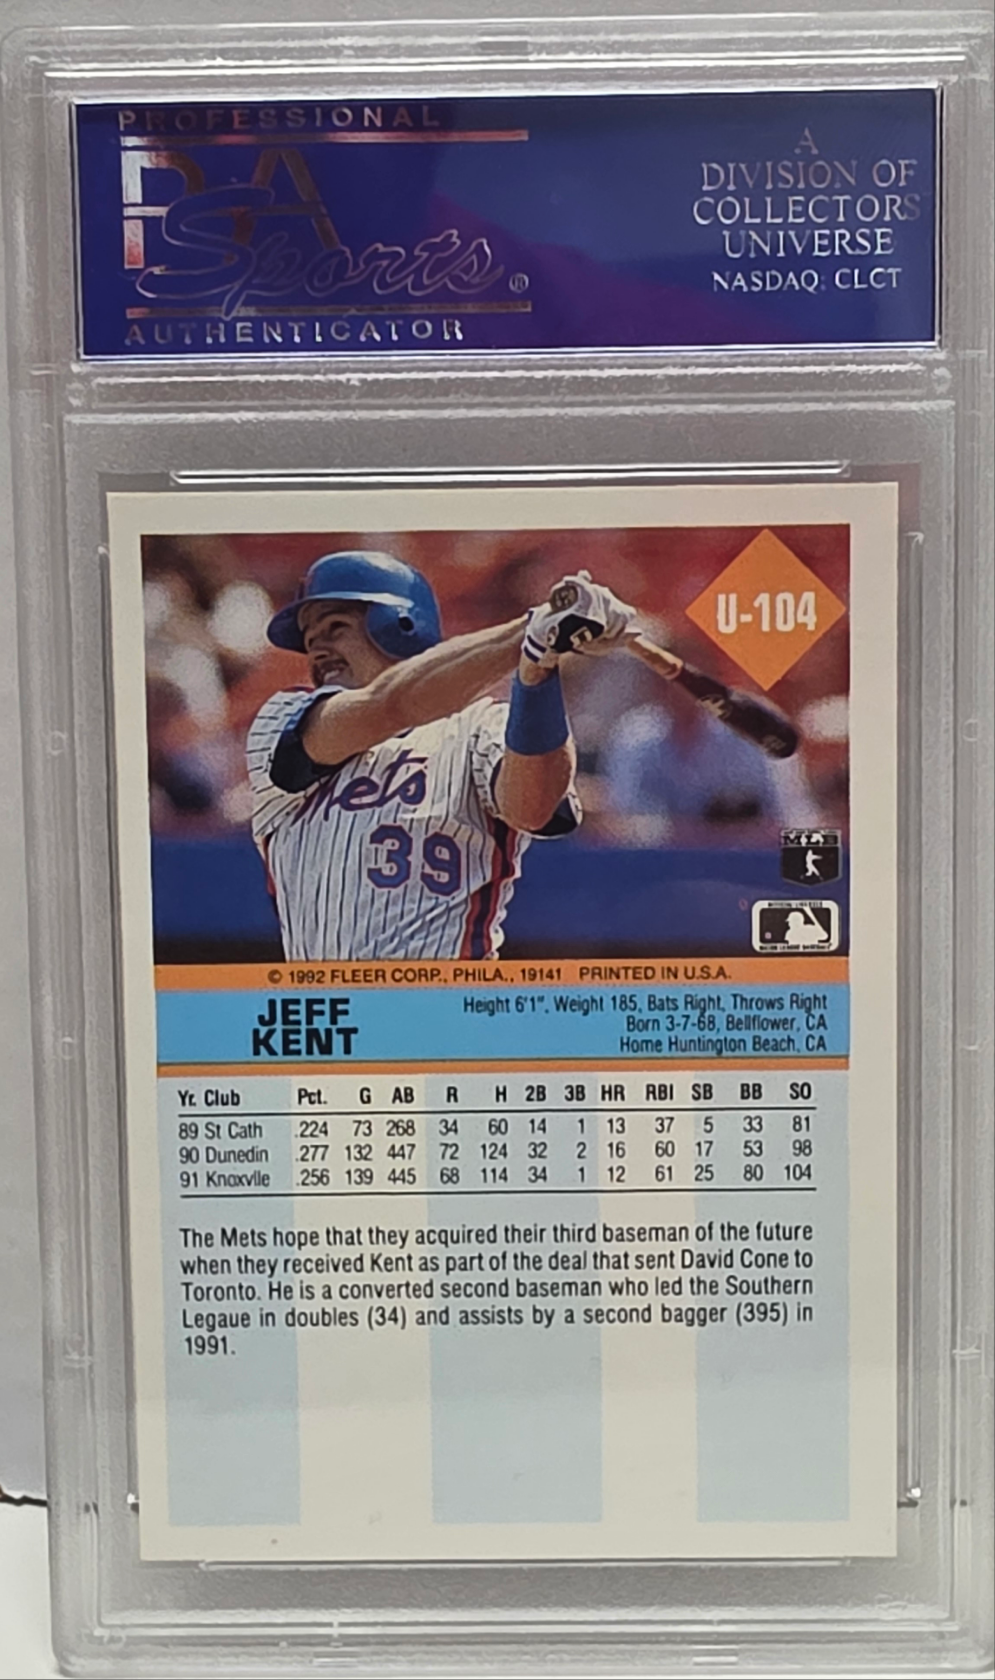 PROFESSIONAL
PSA
Sports®
AUTHENTICATOR
A
DIVISION OF
COLLECTORS
UNIVERSE
NASDAQ: CLCT
U-104
Mets
39
© 1992 FLEER CORP., PHILA., 19141 PRINTED IN U.S.A.
JEFF
KENT
Height 6'1", Weight 185, Bats Right, Throws Right
Born 3-7-68, Bellflower, CA
Home Huntington Beach, CA
Yr. Club Pct. G AB R H 2B 3B HR RBI SB BB SO
89 St Cath .224 73 268 34 60 14 1 13 37 5 33 81
90 Dunedin .277 132 447 72 124 32 2 16 60 17 53 98
91 Knoxvlle .256 139 445 68 114 34 1 12 61 25 80 104
The Mets hope that they acquired their third baseman of the future
when they received Kent as part of the deal that sent David Cone to
Toronto. He is a converted second baseman who led the Southern
Legaue in doubles (34) and assists by a second bagger (395) in
1991.